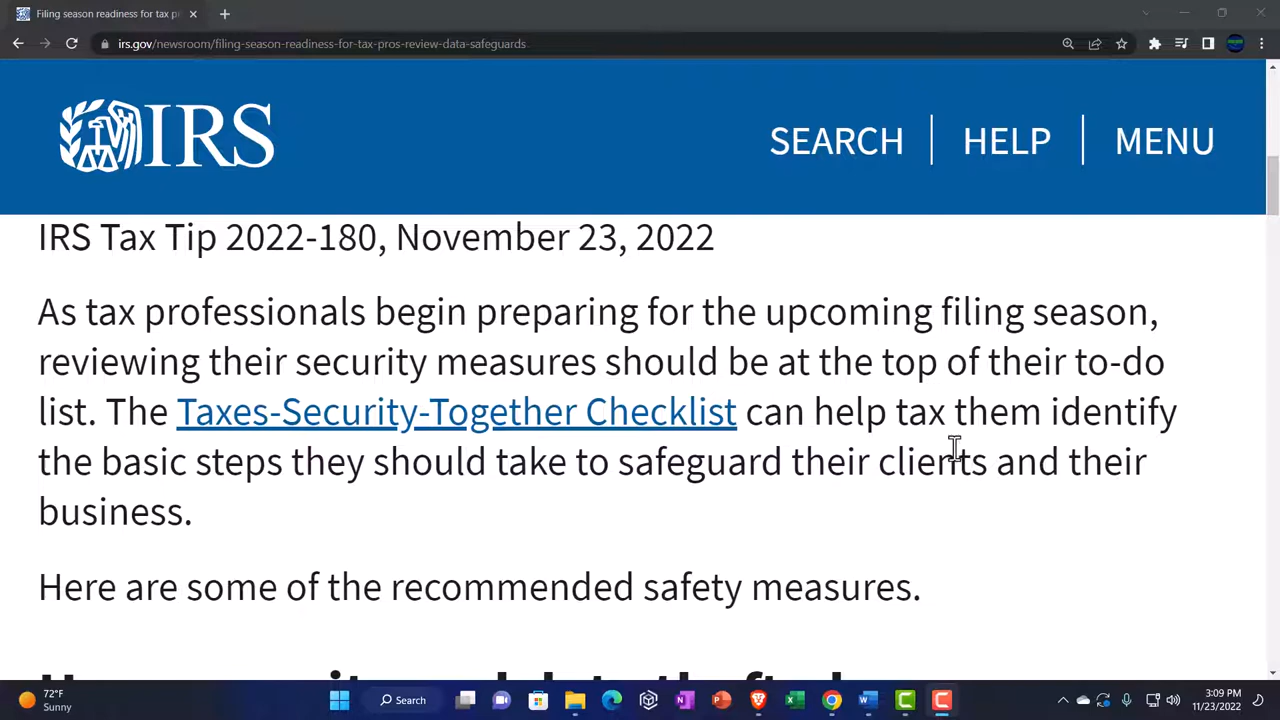 Filing season readiness for tax p
irs.gov/newsroom/filing-season-readiness-for-tax-pros-review-data-safeguards
IRS
SEARCH
HELP
MENU
IRS Tax Tip 2022-180, November 23, 2022
As tax professionals begin preparing for the upcoming filing season,
reviewing their security measures should be at the top of their to-do
list. The Taxes-Security-Together Checklist can help tax them identify
the basic steps they should take to safeguard their clients and their
business.
Here are some of the recommended safety measures.
72°F
Sunny
Search
3:09 PM
11/23/2022